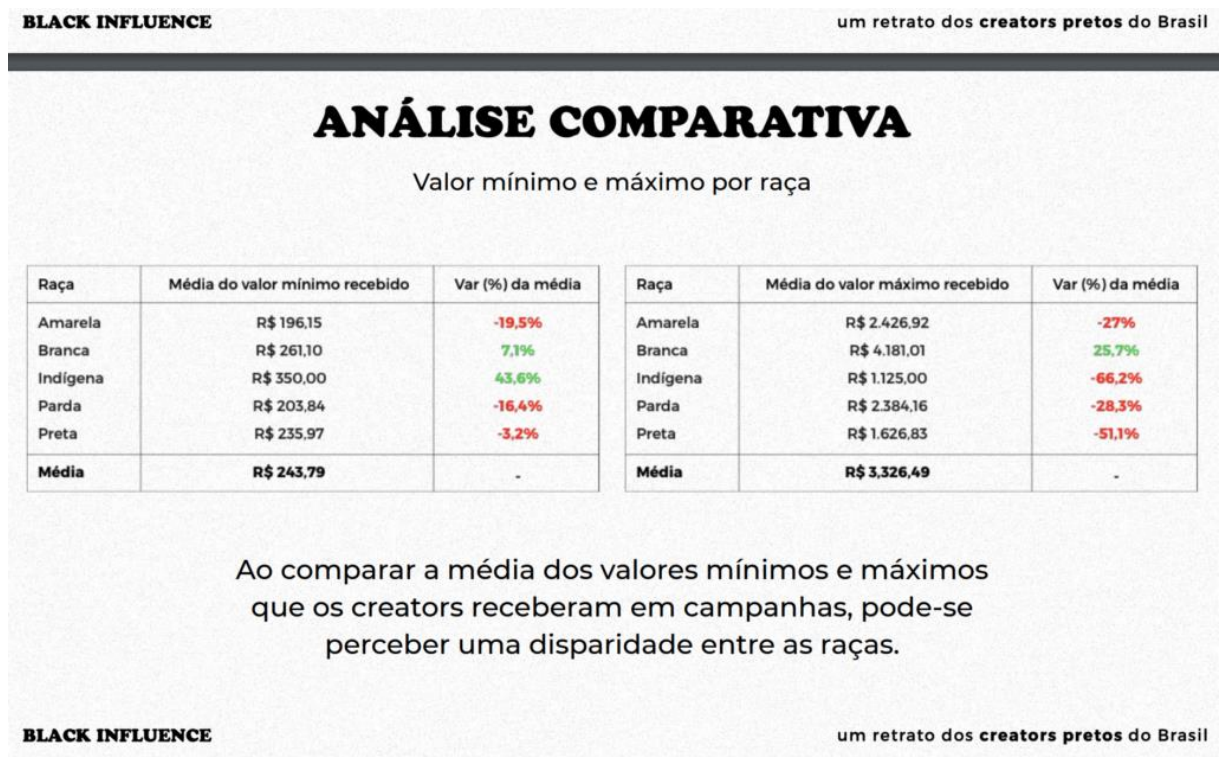 BLACK INFLUENCE um retrato dos creators pretos do Brasil
ANÁLISE COMPARATIVA
Valor mínimo e máximo por raça
Raça Média do valor mínimo recebido Var (%) da média
Amarela R$ 196,15 -19,5%
Branca R$ 261,10 7,1%
Indígena R$ 350,00 43,6%
Parda R$ 203,84 -16,4%
Preta R$ 235,97 -3,2%
Média R$ 243,79 -
Raça Média do valor máximo recebido Var (%) da média
Amarela R$ 2.426,92 -27%
Branca R$ 4.181,01 25,7%
Indígena R$ 1.125,00 -66,2%
Parda R$ 2.384,16 -28,3%
Preta R$ 1.626,83 -51,1%
Média R$ 3,326,49 -
Ao comparar a média dos valores mínimos e máximos
que os creators receberam em campanhas, pode-se
perceber uma disparidade entre as raças.
BLACK INFLUENCE um retrato dos creators pretos do Brasil